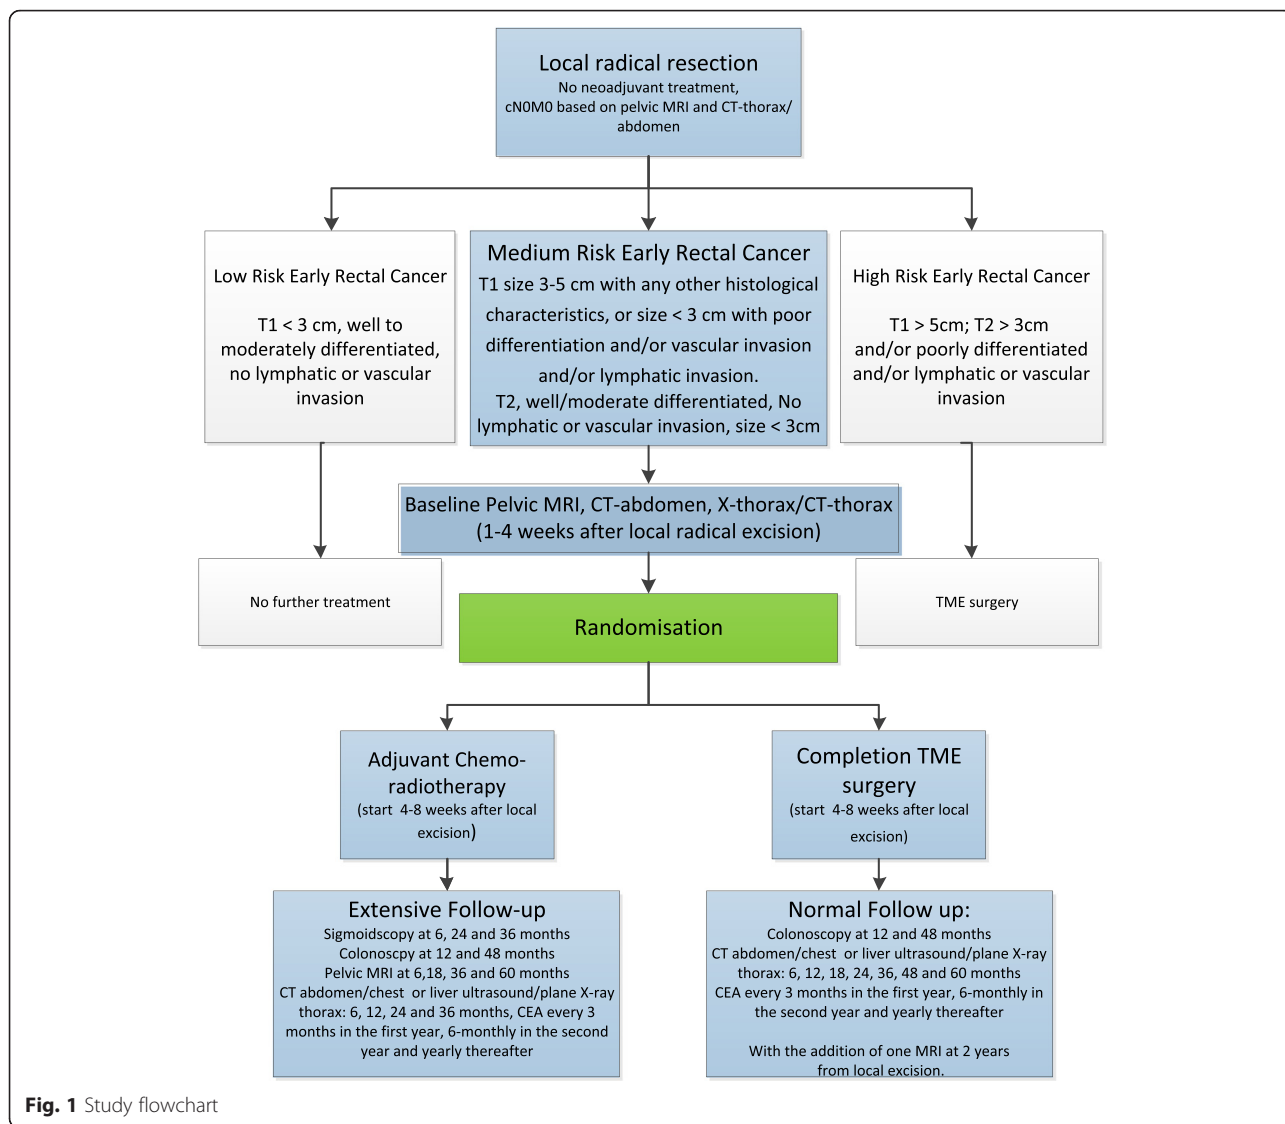 Local radical resection
No neoadjuvant treatment,
cN0M0 based on pelvic MRI and CT-thorax/
abdomen
Low Risk Early Rectal Cancer
T1 < 3 cm, well to
moderately differentiated,
no lymphatic or vascular
invasion
Medium Risk Early Rectal Cancer
T1 size 3-5 cm with any other histological
characteristics, or size < 3 cm with poor
differentiation and/or vascular invasion
and/or lymphatic invasion.
T2, well/moderate differentiated, No
lymphatic or vascular invasion, size < 3cm
High Risk Early Rectal Cancer
T1 > 5cm; T2 > 3cm
and/or poorly differentiated
and/or lymphatic or vascular
invasion
Baseline Pelvic MRI, CT-abdomen, X-thorax/CT-thorax
(1-4 weeks after local radical excision)
No further treatment
TME surgery
Randomisation
Adjuvant Chemo-
radiotherapy
(start 4-8 weeks after local
excision)
Completion TME
surgery
(start 4-8 weeks after local
excision)
Extensive Follow-up
Sigmoidscopy at 6, 24 and 36 months
Colonoscpy at 12 and 48 months
Pelvic MRI at 6,18, 36 and 60 months
CT abdomen/chest or liver ultrasound/plane X-ray
thorax: 6, 12, 24 and 36 months, CEA every 3
months in the first year, 6-monthly in the second
year and yearly thereafter
Normal Follow up:
Colonoscopy at 12 and 48 months
CT abdomen/chest or liver ultrasound/plane X-ray
thorax: 6, 12, 18, 24, 36, 48 and 60 months
CEA every 3 months in the first year, 6-monthly in
the second year and yearly thereafter
With the addition of one MRI at 2 years
from local excision.
Fig. 1 Study flowchart